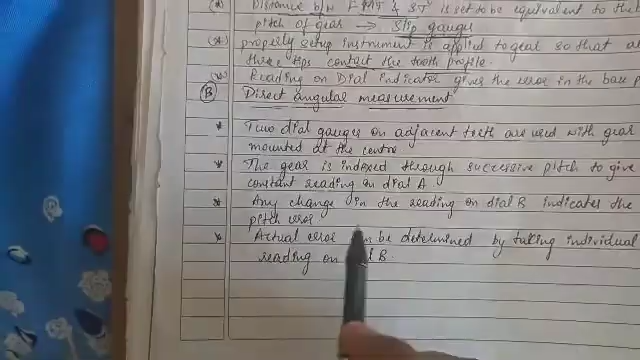 (*) Distance b/n FMT & ST is set to be equivalent to the
pitch of gear → Slip gauges
(*) properly setup instrument is applied to gear so that all
three tips contact the tooth profile.
(*) Reading on Dial indicator gives the error in the base p
(B) Direct angular measurement
* Two dial gauges on adjacent teeth are used with gear
mounted at the centre
* The gear is indexed through successive pitch to give
constant reading on dial A
* Any change in the reading on dial B indicates the
pitch error.
* Actual error can be determined by taking individual
reading on B.